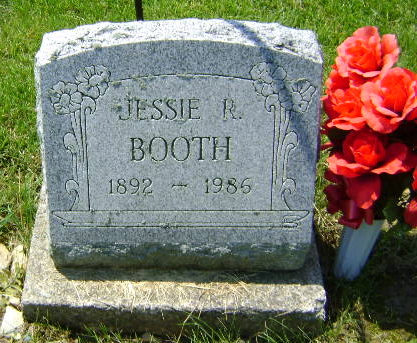 JESSIE R.
BOOTH
1892 - 1986